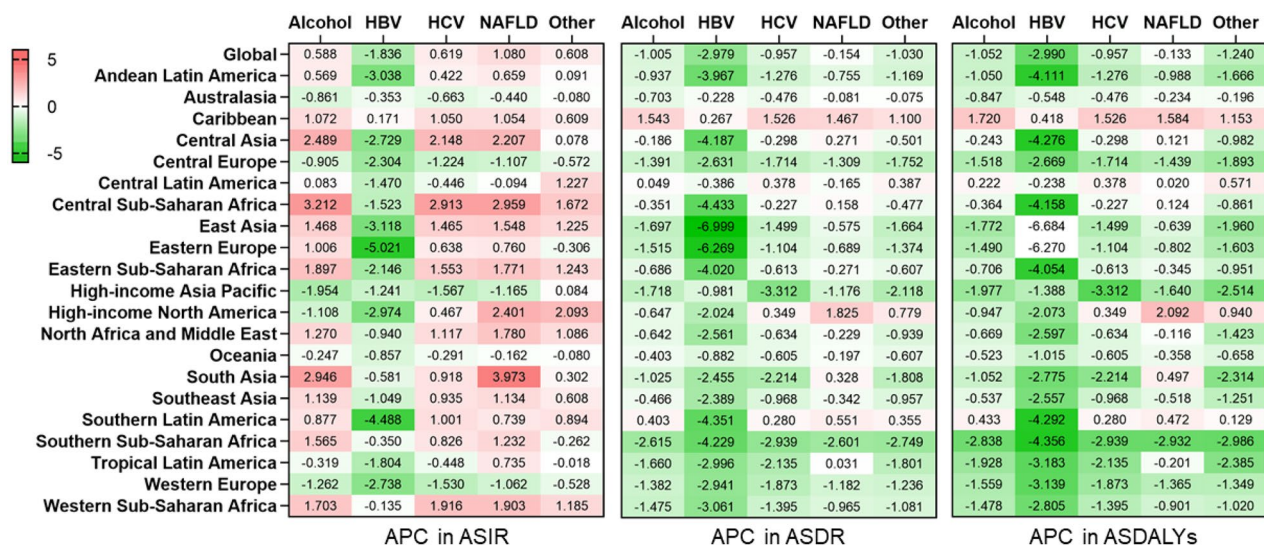 Alcohol HBV HCV NAFLD Other Alcohol HBV HCV NAFLD Other Alcohol HBV HCV NAFLD Other
5
0
-5
Global 0.588 -1.836 0.619 1.080 0.608 -1.005 -2.979 -0.957 -0.154 -1.030 -1.052 -2.990 -0.957 -0.133 -1.240
Andean Latin America 0.569 -3.038 0.422 0.659 0.091 -0.937 -3.967 -1.276 -0.755 -1.169 -1.050 -4.111 -1.276 -0.988 -1.666
Australasia -0.861 -0.353 -0.663 -0.440 -0.080 -0.703 -0.228 -0.476 -0.081 -0.075 -0.847 -0.548 -0.476 -0.234 -0.196
Caribbean 1.072 0.171 1.050 1.054 0.609 1.543 0.267 1.526 1.467 1.100 1.720 0.418 1.526 1.584 1.153
Central Asia 2.489 -2.729 2.148 2.207 0.078 -0.186 -4.187 -0.298 0.271 -0.501 -0.243 -4.276 -0.298 0.121 -0.982
Central Europe -0.905 -2.304 -1.224 -1.107 -0.572 -1.391 -2.631 -1.714 -1.309 -1.752 -1.518 -2.669 -1.714 -1.439 -1.893
Central Latin America 0.083 -1.470 -0.446 -0.094 1.227 0.049 -0.386 0.378 -0.165 0.387 0.222 -0.238 0.378 0.020 0.571
Central Sub-Saharan Africa 3.212 -1.523 2.913 2.959 1.672 -0.351 -4.433 -0.227 0.158 -0.477 -0.364 -4.158 -0.227 0.124 -0.861
East Asia 1.468 -3.118 1.465 1.548 1.225 -1.697 -6.999 -1.499 -0.575 -1.664 -1.772 -6.684 -1.499 -0.639 -1.960
Eastern Europe 1.006 -5.021 0.638 0.760 -0.306 -1.515 -6.269 -1.104 -0.689 -1.374 -1.490 -6.270 -1.104 -0.802 -1.603
Eastern Sub-Saharan Africa 1.897 -2.146 1.553 1.771 1.243 -0.686 -4.020 -0.613 -0.271 -0.607 -0.706 -4.054 -0.613 -0.345 -0.951
High-income Asia Pacific -1.954 -1.241 -1.567 -1.165 0.084 -1.718 -0.981 -3.312 -1.176 -2.118 -1.977 -1.388 -3.312 -1.640 -2.514
High-income North America -1.108 -2.974 0.467 2.401 2.093 -0.647 -2.024 0.349 1.825 0.779 -0.947 -2.073 0.349 2.092 0.940
North Africa and Middle East 1.270 -0.940 1.117 1.780 1.086 -0.642 -2.561 -0.634 -0.229 -0.939 -0.669 -2.597 -0.634 -0.116 -1.423
Oceania -0.247 -0.857 -0.291 -0.162 -0.080 -0.403 -0.882 -0.605 -0.197 -0.607 -0.523 -1.015 -0.605 -0.358 -0.658
South Asia 2.946 -0.581 0.918 3.973 0.302 -1.025 -2.455 -2.214 0.328 -1.808 -1.052 -2.775 -2.214 0.497 -2.314
Southeast Asia 1.139 -1.049 0.935 1.134 0.608 -0.466 -2.389 -0.968 -0.342 -0.957 -0.537 -2.557 -0.968 -0.518 -1.251
Southern Latin America 0.877 -4.488 1.001 0.739 0.894 0.403 -4.351 0.280 0.551 0.355 0.433 -4.292 0.280 0.472 0.129
Southern Sub-Saharan Africa 1.565 -0.350 0.826 1.232 -0.262 -2.615 -4.229 -2.939 -2.601 -2.749 -2.838 -4.356 -2.939 -2.932 -2.986
Tropical Latin America -0.319 -1.804 -0.448 0.735 -0.018 -1.660 -2.996 -2.135 0.031 -1.801 -1.928 -3.183 -2.135 -0.201 -2.385
Western Europe -1.262 -2.738 -1.530 -1.062 -0.528 -1.382 -2.941 -1.873 -1.182 -1.236 -1.559 -3.139 -1.873 -1.365 -1.349
Western Sub-Saharan Africa 1.703 -0.135 1.916 1.903 1.185 -1.475 -3.061 -1.395 -0.965 -1.081 -1.478 -2.805 -1.395 -0.901 -1.020
APC in ASIR APC in ASDR APC in ASDALYs